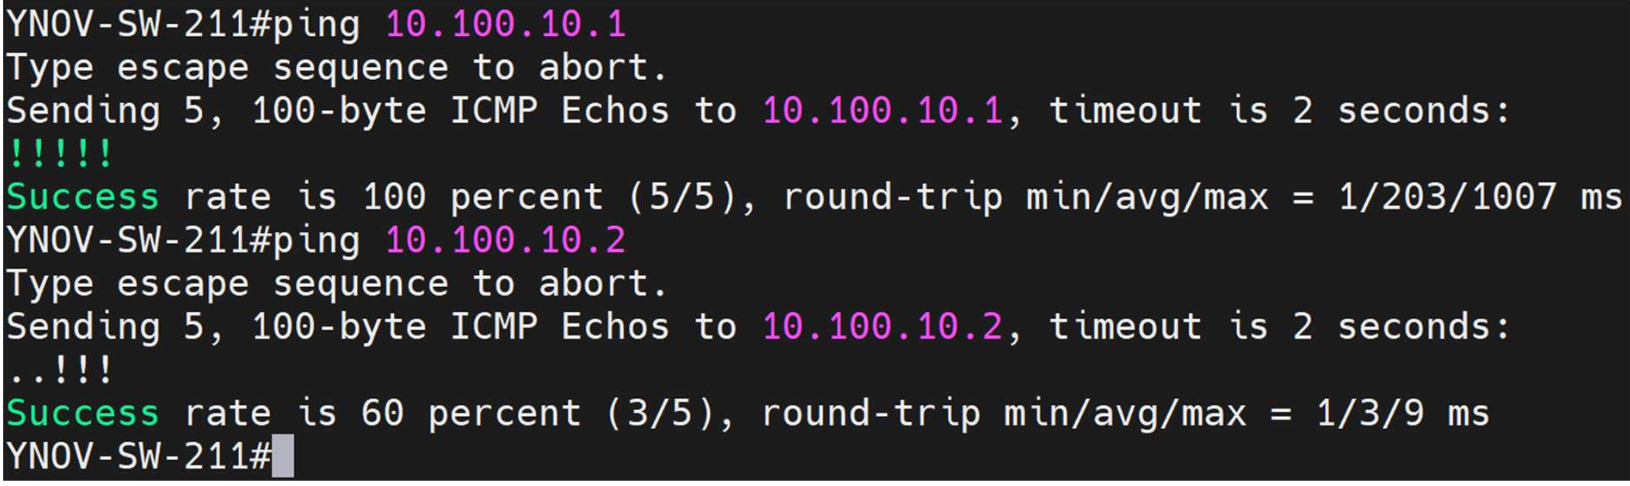 YNOV-SW-211#ping 10.100.10.1
Type escape sequence to abort.
Sending 5, 100-byte ICMP Echos to 10.100.10.1, timeout is 2 seconds:
!!!!!
Success rate is 100 percent (5/5), round-trip min/avg/max = 1/203/1007 ms
YNOV-SW-211#ping 10.100.10.2
Type escape sequence to abort.
Sending 5, 100-byte ICMP Echos to 10.100.10.2, timeout is 2 seconds:
..!!!
Success rate is 60 percent (3/5), round-trip min/avg/max = 1/3/9 ms
YNOV-SW-211#